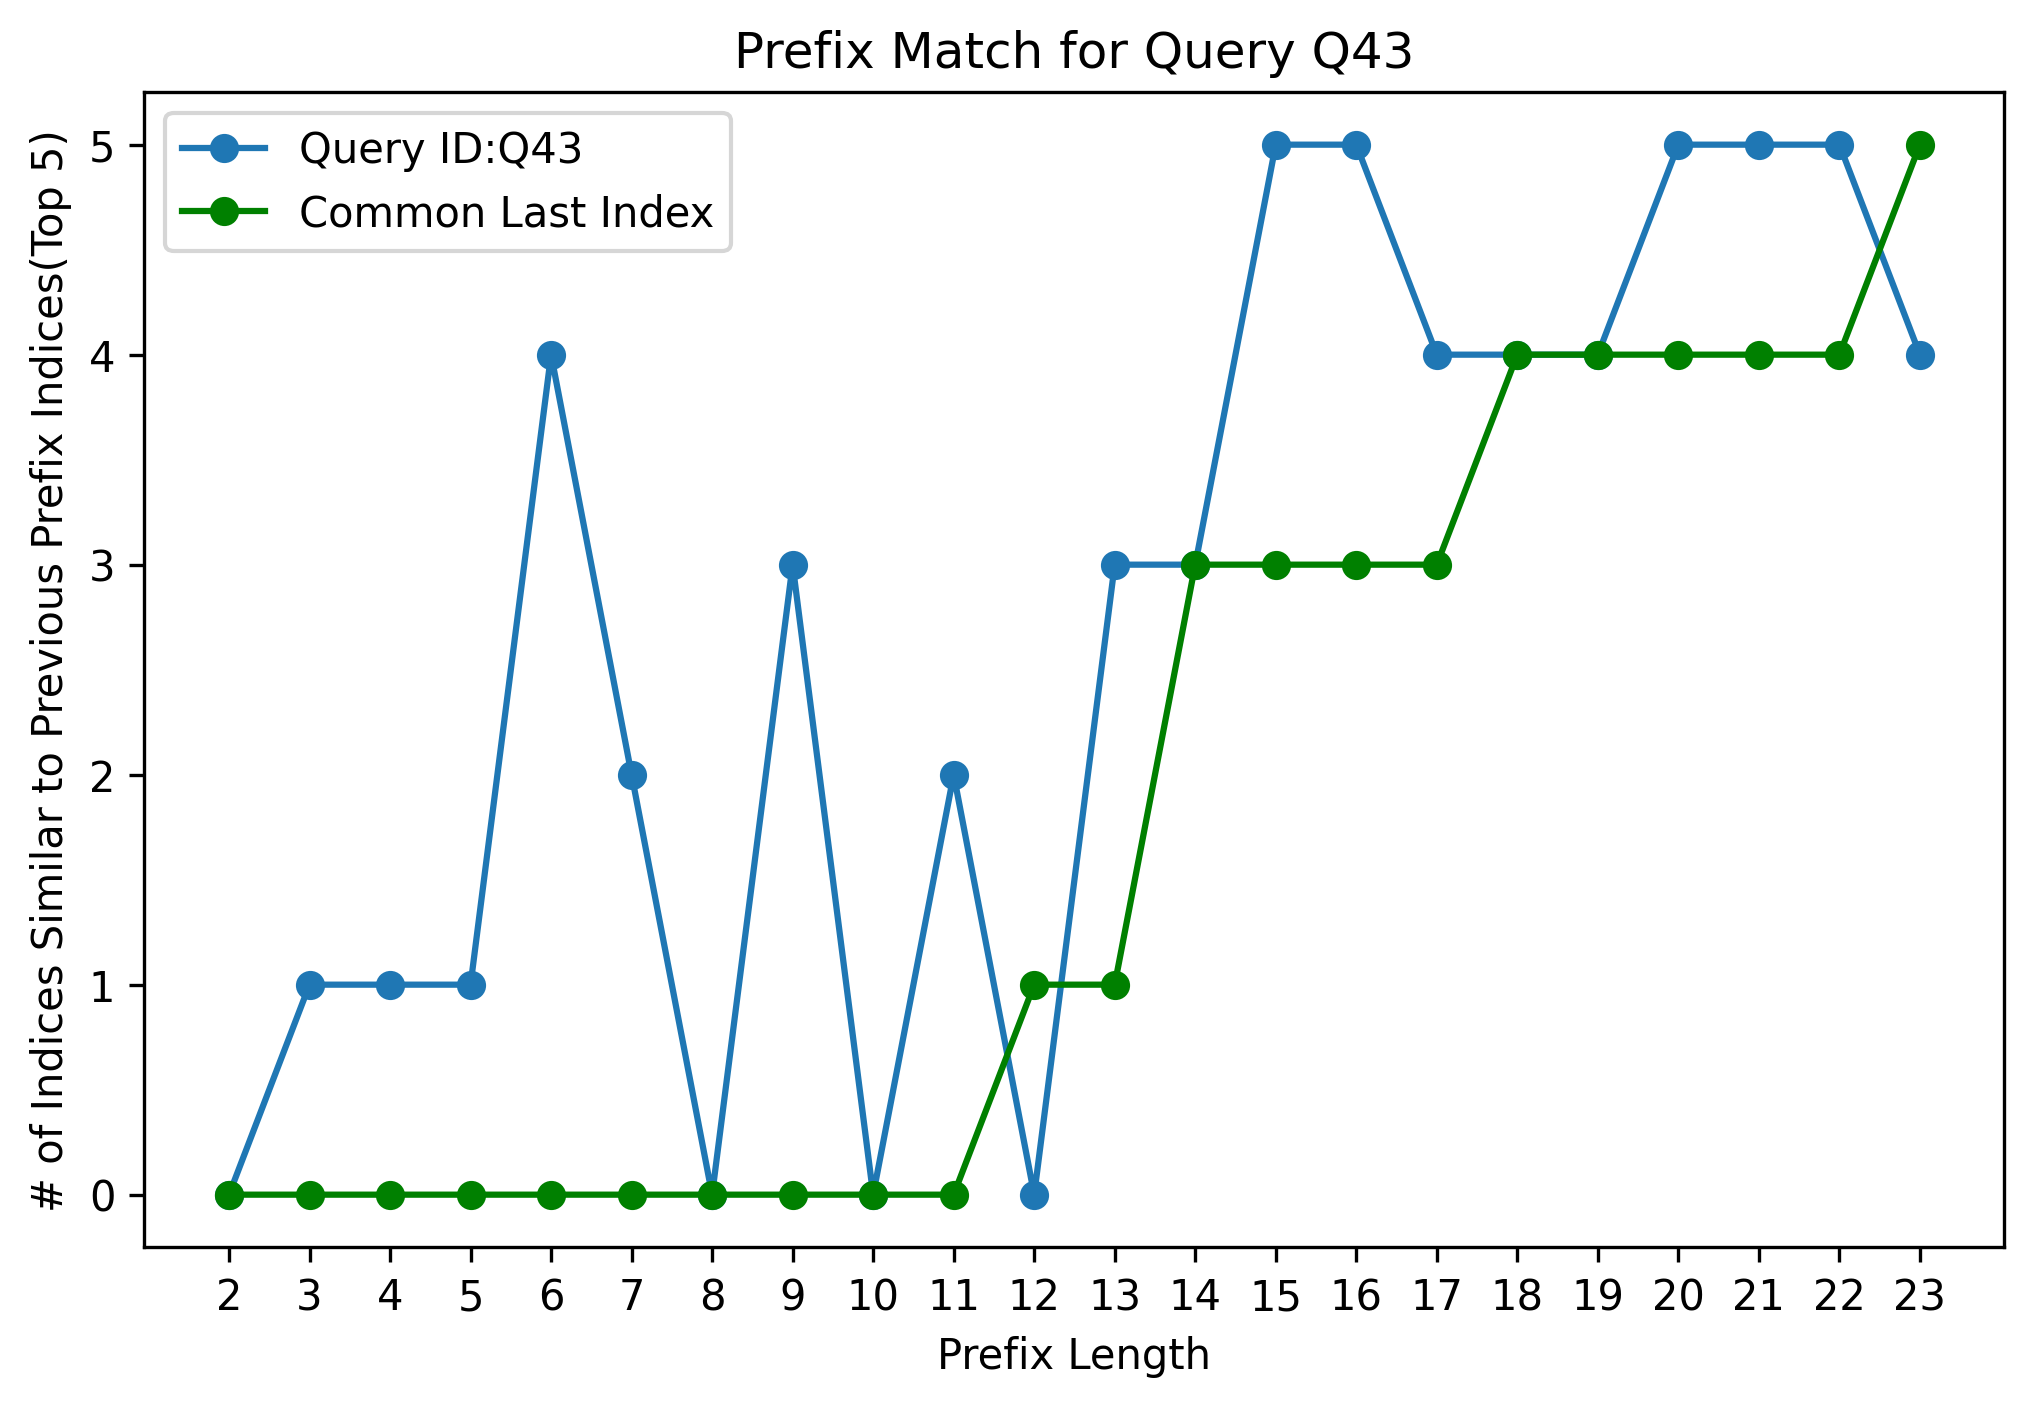 Prefix Match for Query Q43
Query ID:Q43
Common Last Index
# of Indices Similar to Previous Prefix Indices(Top 5)
5
4
3
2
1
0
2 3 4 5 6 7 8 9 10 11 12 13 14 15 16 17 18 19 20 21 22 23
Prefix Length